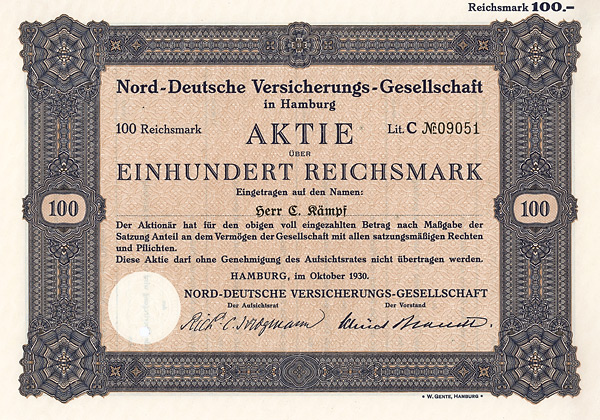 Reichsmark 100.–
Nord-Deutsche Versicherungs-Gesellschaft
in Hamburg
100 Reichsmark AKTIE Lit. C № 09051
ÜBER
EINHUNDERT REICHSMARK
Eingetragen auf den Namen:
Herr C. Kämpf
100 100
Der Aktionär hat für den obigen voll eingezahlten Betrag nach Maßgabe der
Satzung Anteil an dem Vermögen der Gesellschaft mit allen satzungsmäßigen Rechten
und Pflichten.
Diese Aktie darf ohne Genehmigung des Aufsichtsrates nicht übertragen werden.
HAMBURG, im Oktober 1930.
NORD-DEUTSCHE VERSICHERUNGS-GESELLSCHAFT
Der Aufsichtsrat Der Vorstand
* W. GENTE, HAMBURG *